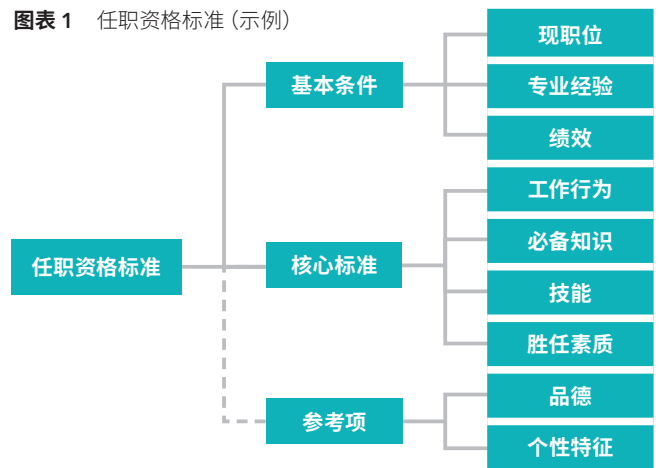 图表 1 任职资格标准（示例）
任职资格标准
基本条件
现职位
专业经验
绩效
核心标准
工作行为
必备知识
技能
胜任素质
参考项
品德
个性特征